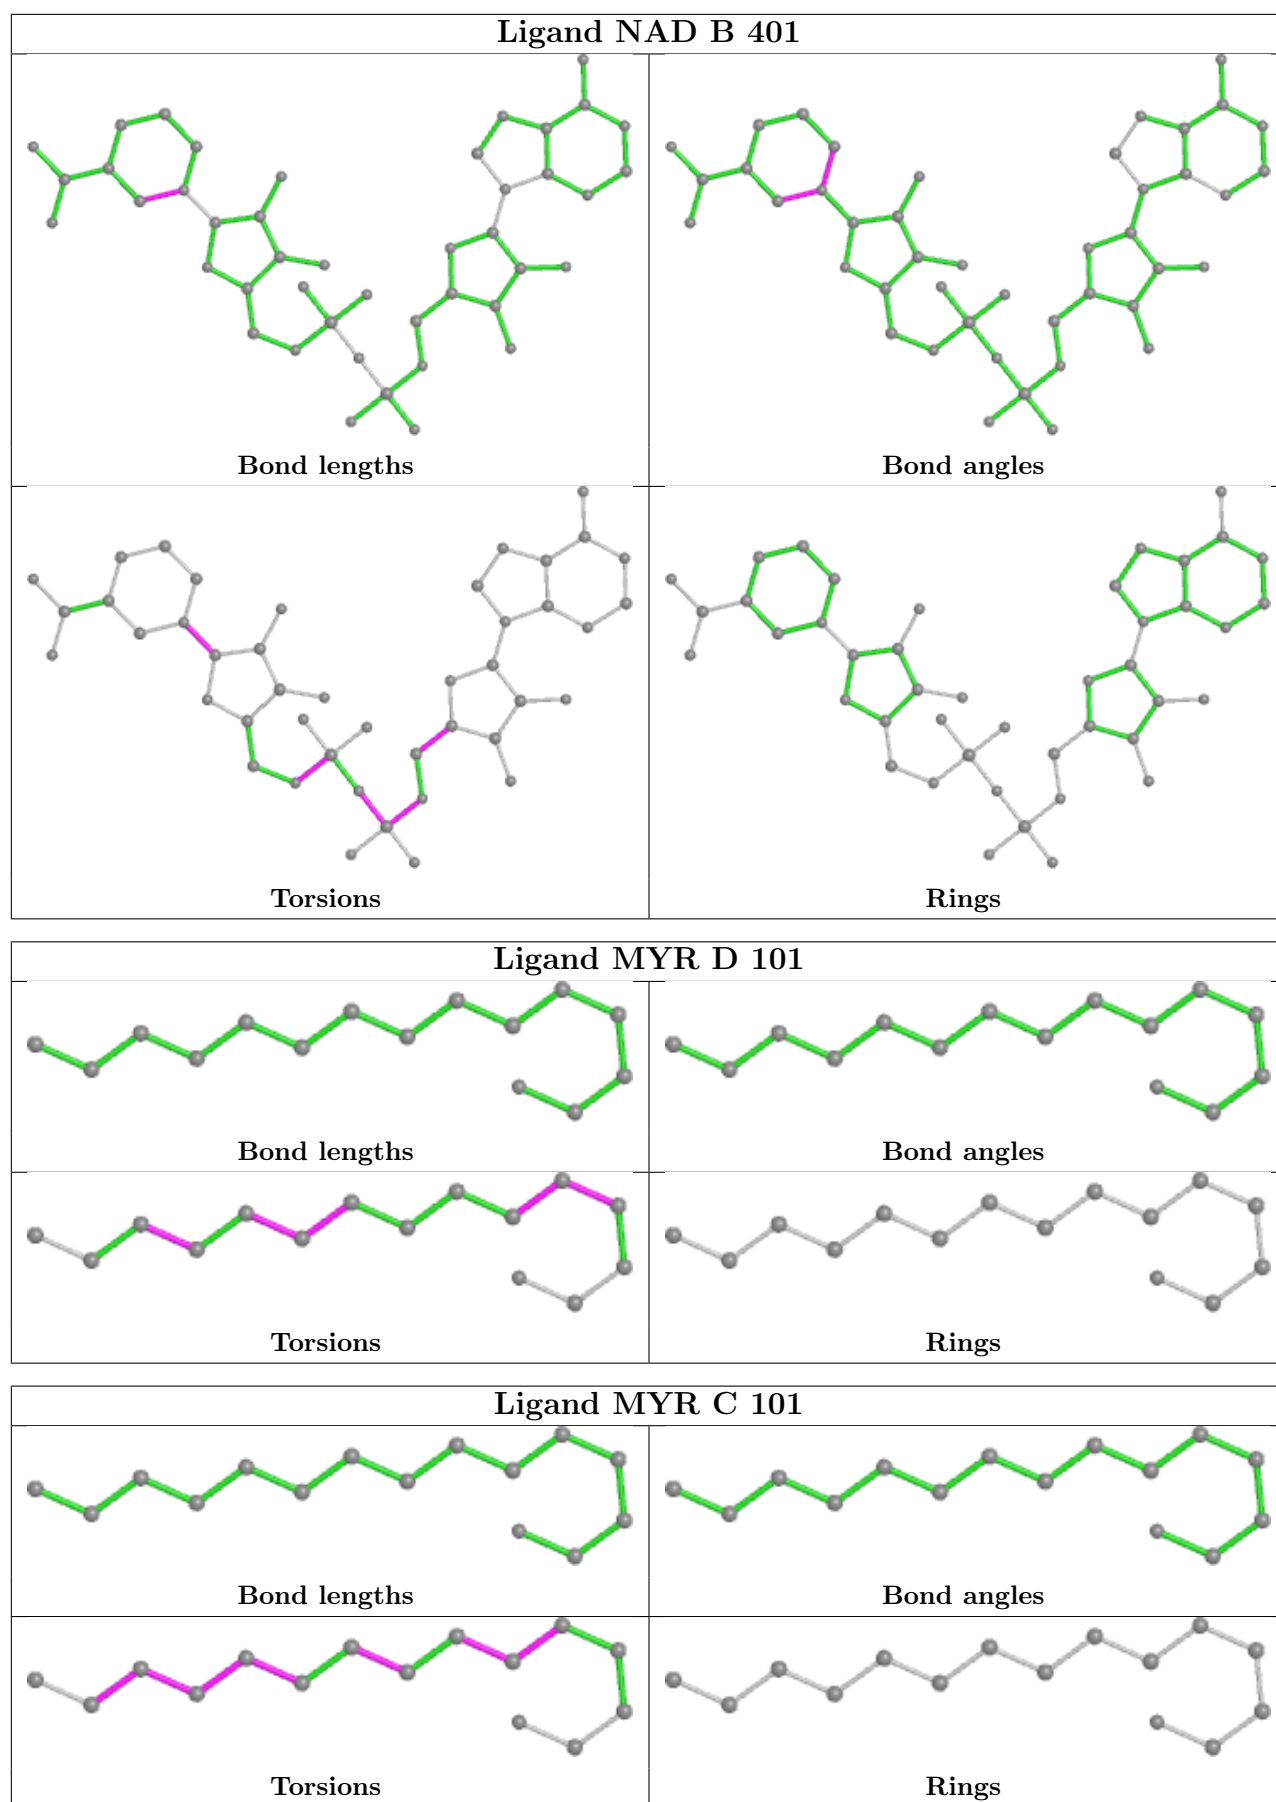 Ligand NAD B 401
Bond lengths
Bond angles
Torsions
Rings
Ligand MYR D 101
Bond lengths
Bond angles
Torsions
Rings
Ligand MYR C 101
Bond lengths
Bond angles
Torsions
Rings